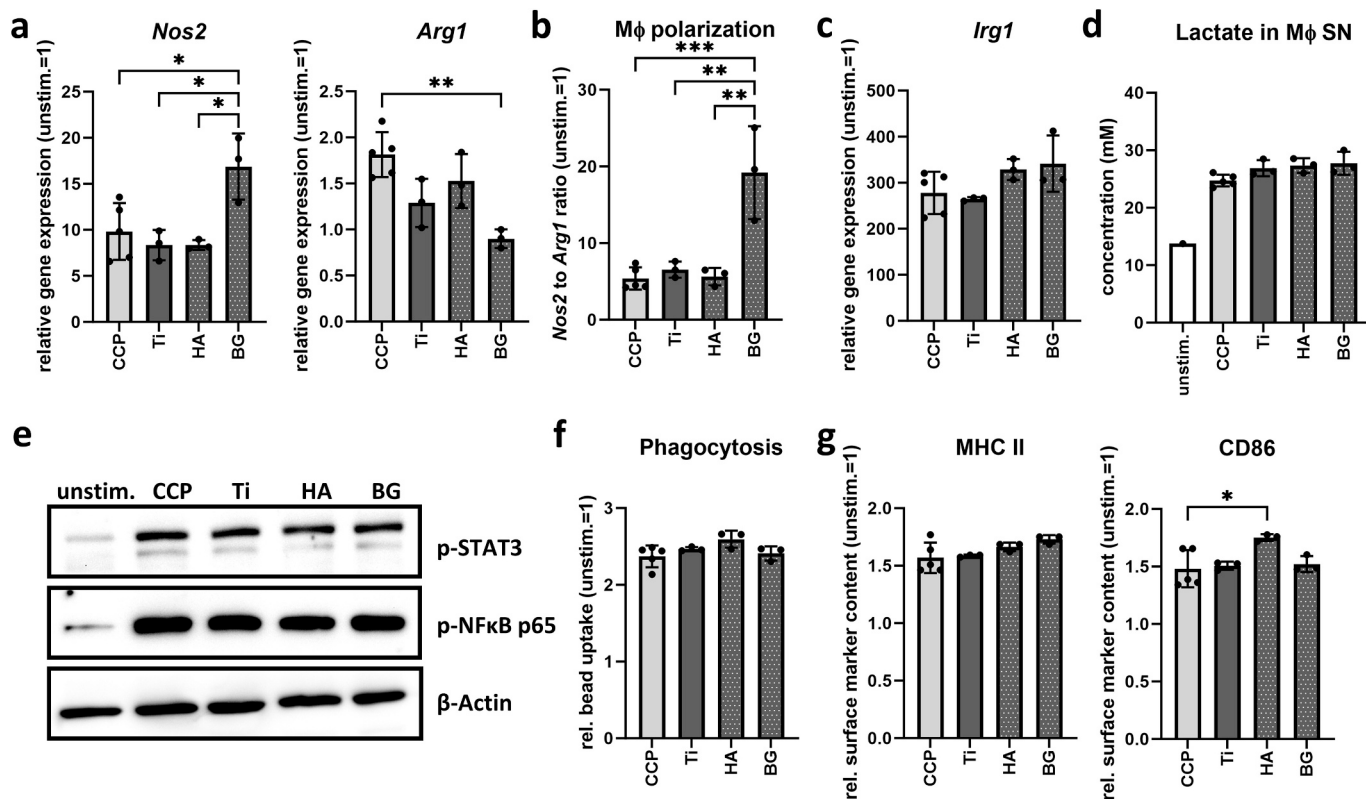 a
Nos2
relative gene expression (unstim.=1)
25
20
15
10
5
0
*
*
*
CCP
Ti
HA
BG
Arg1
relative gene expression (unstim.=1)
2.5
2.0
1.5
1.0
0.5
0.0
**
CCP
Ti
HA
BG
b
Mϕ polarization
Nos2 to Arg1 ratio (unstim.=1)
30
20
10
0
***
**
**
CCP
Ti
HA
BG
c
Irg1
relative gene expression (unstim.=1)
500
400
300
200
100
0
CCP
Ti
HA
BG
d
Lactate in Mϕ SN
concentration (mM)
40
30
20
10
0
unstim.
CCP
Ti
HA
BG
e
unstim. CCP Ti HA BG
p-STAT3
p-NFκB p65
β-Actin
f
Phagocytosis
rel. bead uptake (unstim.=1)
3
2
1
0
CCP
Ti
HA
BG
g
MHC II
rel. surface marker content (unstim.=1)
2.0
1.5
1.0
0.5
0.0
CCP
Ti
HA
BG
CD86
rel. surface marker content (unstim.=1)
2.0
1.5
1.0
0.5
0.0
*
CCP
Ti
HA
BG